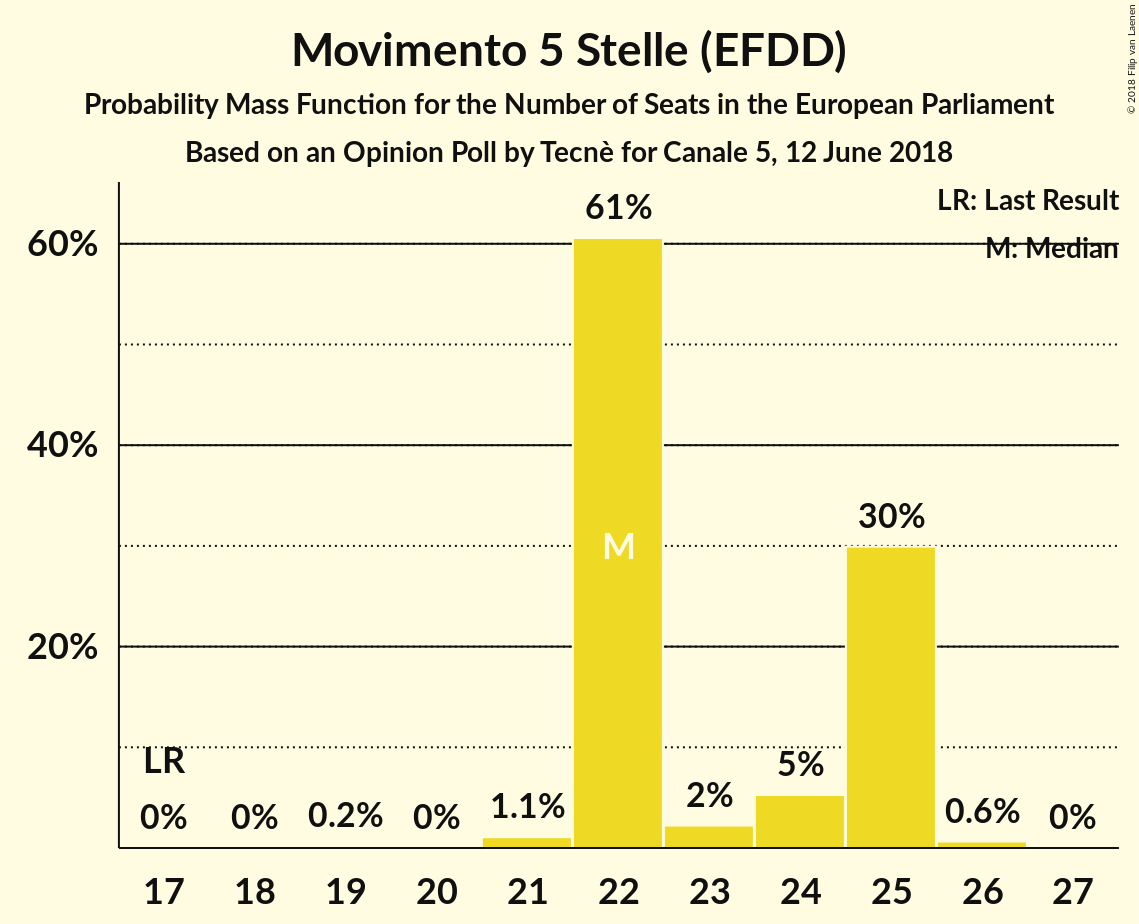 Movimento 5 Stelle (EFDD)
Probability Mass Function for the Number of Seats in the European Parliament
Based on an Opinion Poll by Tecnè for Canale 5, 12 June 2018
© 2018 Filip van Laenen
LR: Last Result
M: Median
60%
40%
20%
61%
M
30%
LR
0%
0%
0.2%
0%
1.1%
2%
5%
0.6%
0%
17 18 19 20 21 22 23 24 25 26 27